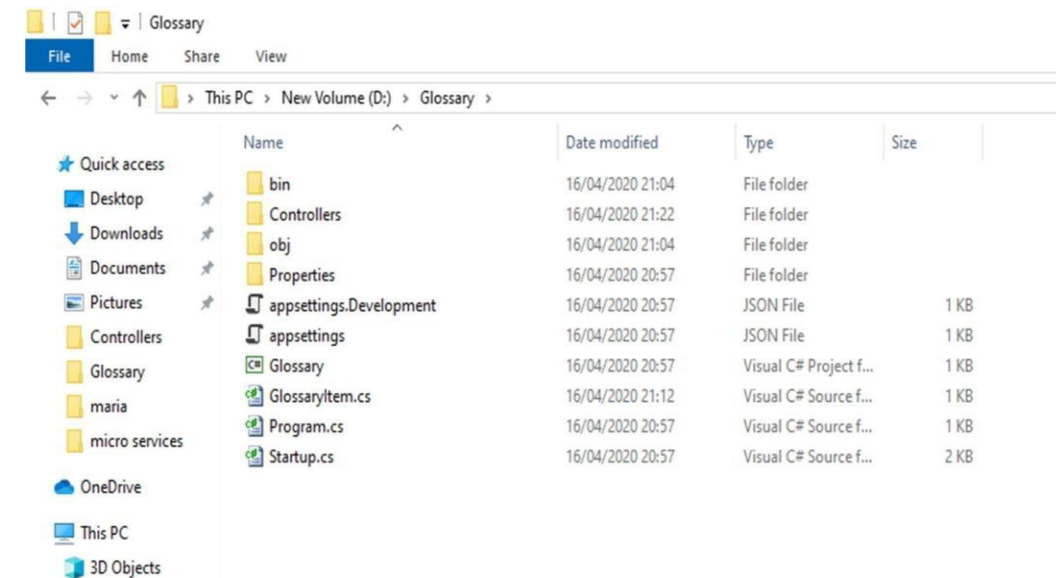 Glossary
File Home Share View
This PC > New Volume (D:) > Glossary >
Name Date modified Type Size
Quick access
Desktop
Downloads
Documents
Pictures
Controllers
Glossary
maria
micro services
OneDrive
This PC
3D Objects
bin 16/04/2020 21:04 File folder
Controllers 16/04/2020 21:22 File folder
obj 16/04/2020 21:04 File folder
Properties 16/04/2020 20:57 File folder
appsettings.Development 16/04/2020 20:57 JSON File 1 KB
appsettings 16/04/2020 20:57 JSON File 1 KB
Glossary 16/04/2020 20:57 Visual C# Project f... 1 KB
GlossaryItem.cs 16/04/2020 21:12 Visual C# Source f... 1 KB
Program.cs 16/04/2020 20:57 Visual C# Source f... 1 KB
Startup.cs 16/04/2020 20:57 Visual C# Source f... 2 KB